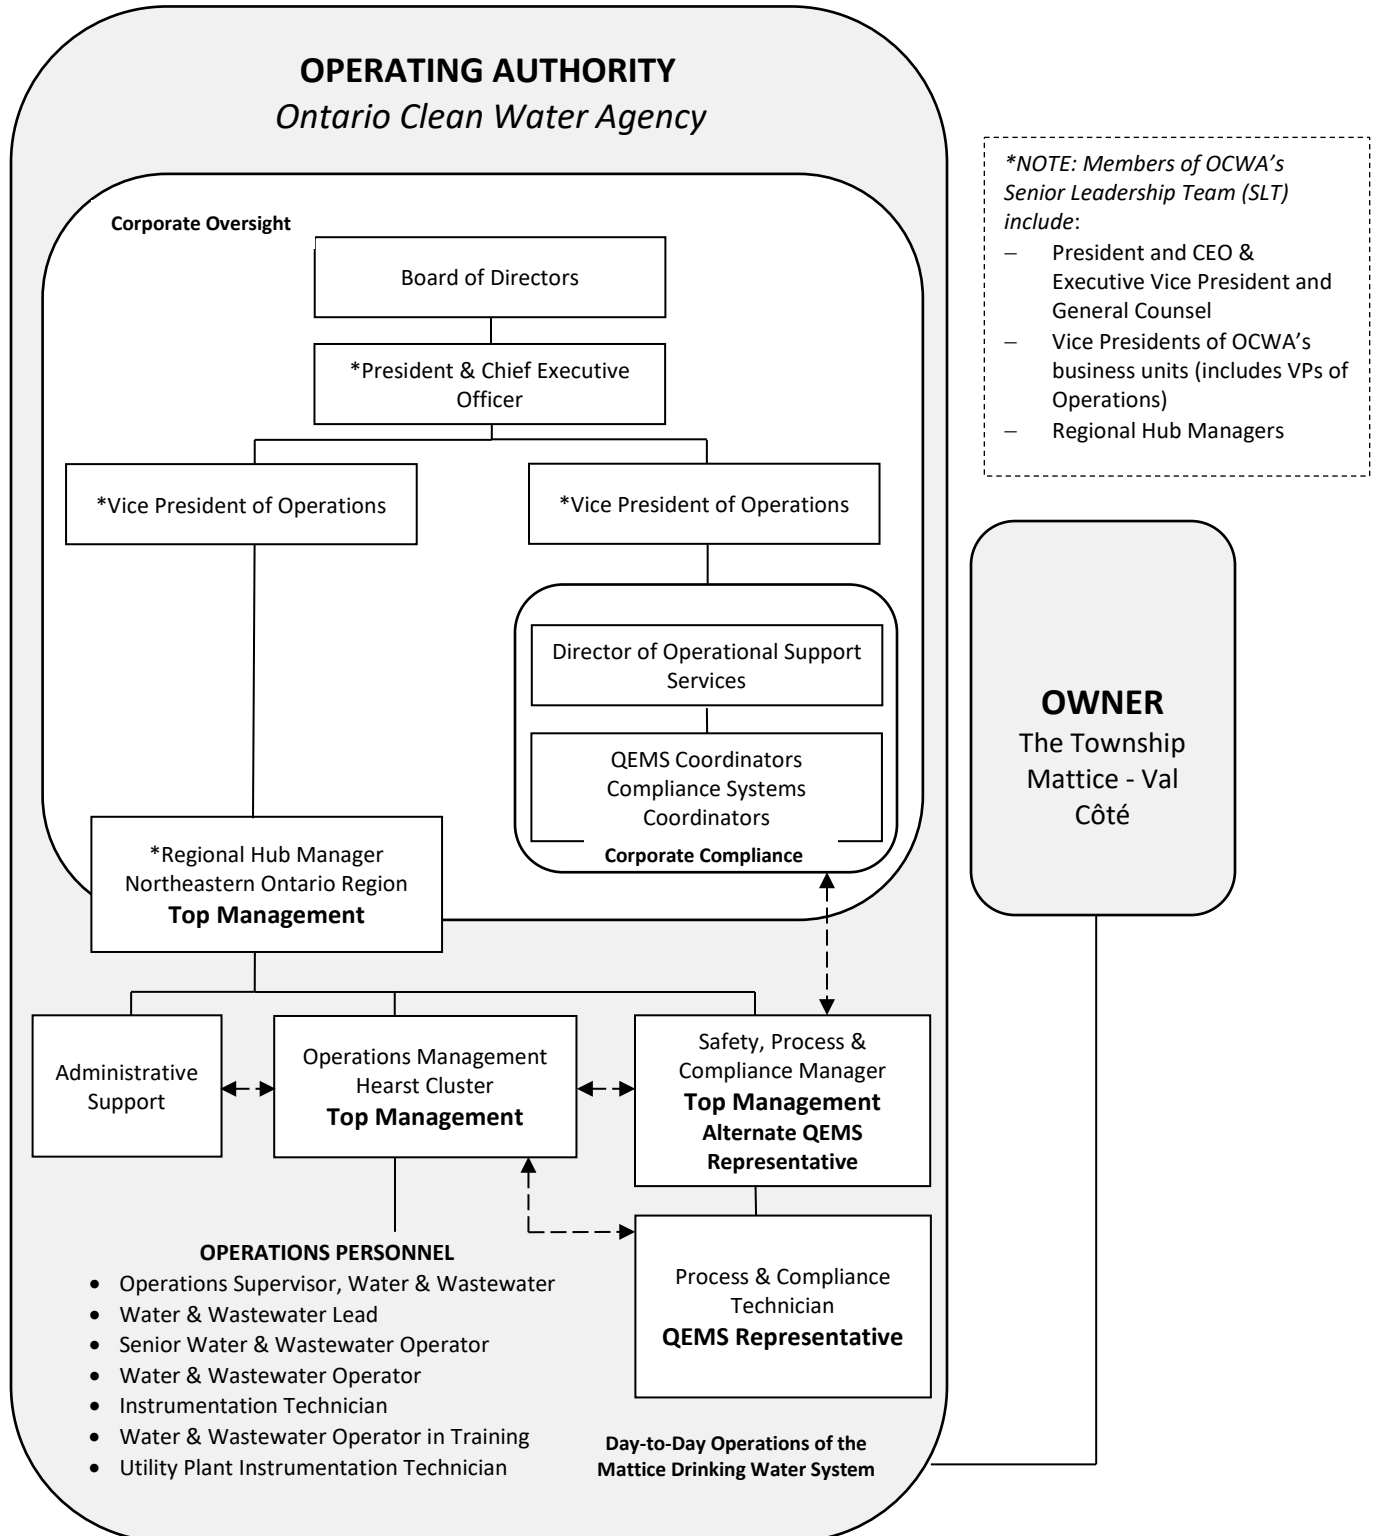 OPERATING AUTHORITY
Ontario Clean Water Agency
*NOTE: Members of OCWA's
Senior Leadership Team (SLT)
include:
– President and CEO &
Executive Vice President and
General Counsel
– Vice Presidents of OCWA's
business units (includes VPs of
Operations)
– Regional Hub Managers
Corporate Oversight
Board of Directors
*President & Chief Executive
Officer
*Vice President of Operations
*Vice President of Operations
Director of Operational Support
Services
QEMS Coordinators
Compliance Systems
Coordinators
Corporate Compliance
OWNER
The Township
Mattice - Val
Côté
*Regional Hub Manager
Northeastern Ontario Region
Top Management
Administrative
Support
Operations Management
Hearst Cluster
Top Management
Safety, Process &
Compliance Manager
Top Management
Alternate QEMS
Representative
Process & Compliance
Technician
QEMS Representative
OPERATIONS PERSONNEL
• Operations Supervisor, Water & Wastewater
• Water & Wastewater Lead
• Senior Water & Wastewater Operator
• Water & Wastewater Operator
• Instrumentation Technician
• Water & Wastewater Operator in Training
• Utility Plant Instrumentation Technician
Day-to-Day Operations of the
Mattice Drinking Water System